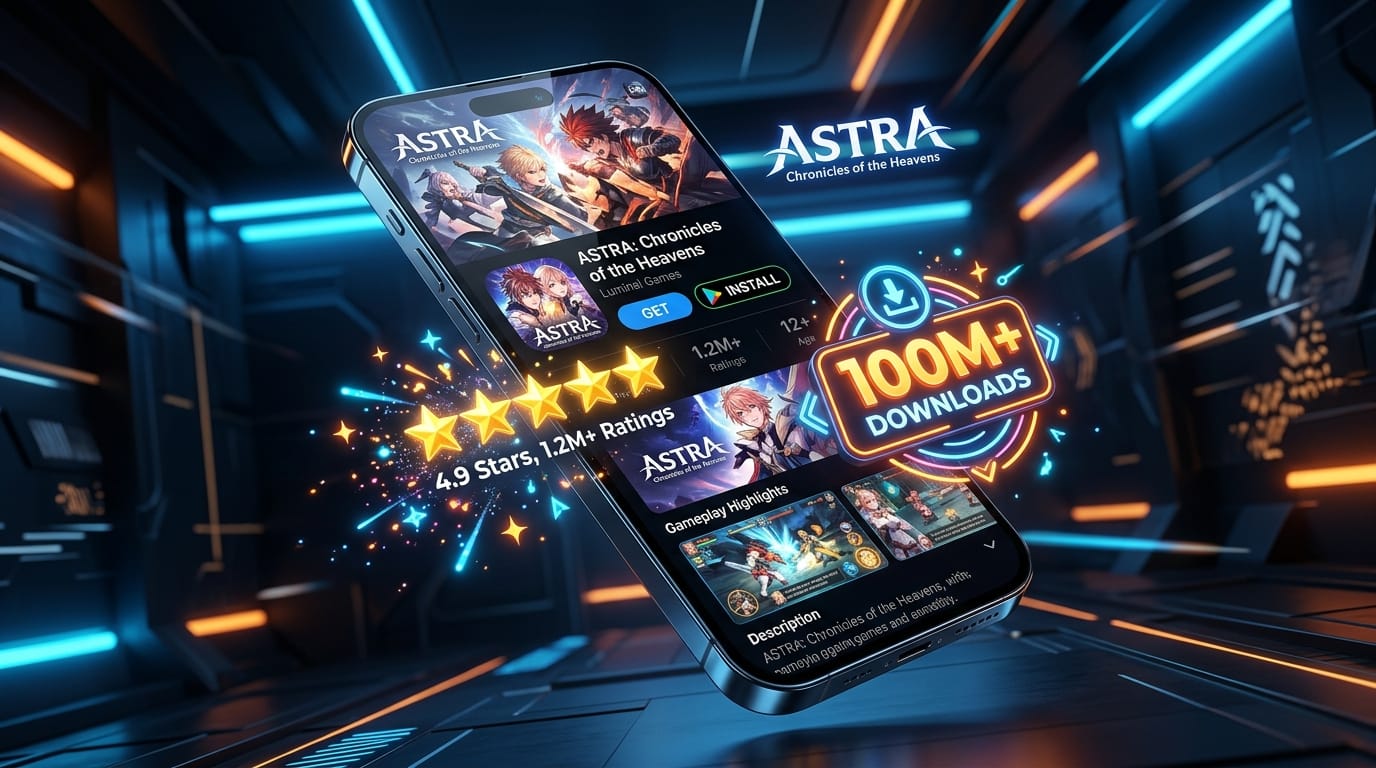 ASTRA
ASTRA
Chronicles of the Heavens
ASTRA: Chronicles
of the Heavens
Luminal Games
GET
INSTALL
ASTRA
1.2M+
Ratings
12+
100M+
DOWNLOADS
4.9 Stars, 1.2M+ Ratings
ASTRA
Gameplay Highlights
Description
ASTRA: Chronicles of the Heavens, with: